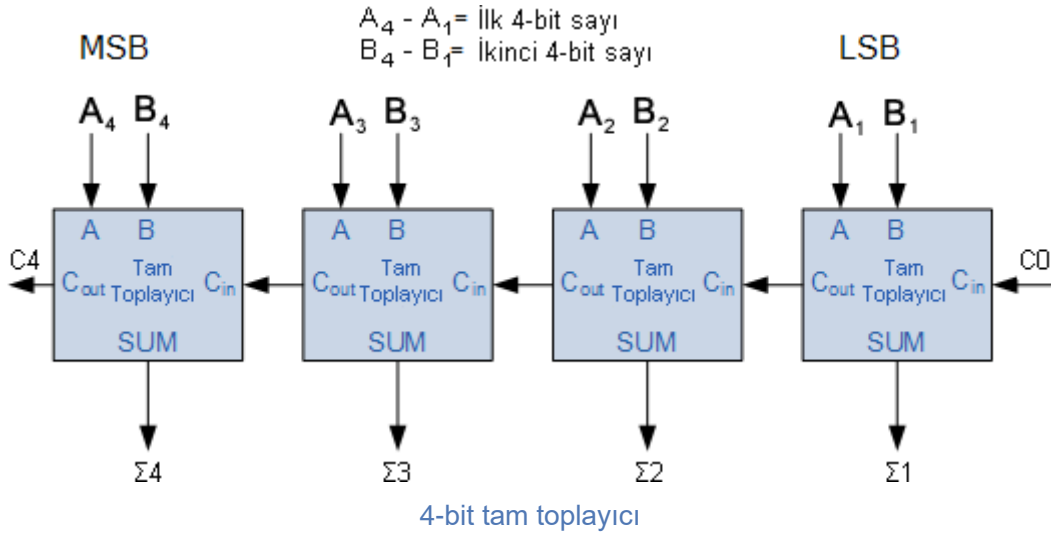 A₄ - A₁= İlk 4-bit sayı
MSB B₄ - B₁= İkinci 4-bit sayı LSB
A₄ B₄ A₃ B₃ A₂ B₂ A₁ B₁
A B A B A B A B
C4 Cout Tam Toplayıcı Cin Cout Tam Toplayıcı Cin Cout Tam Toplayıcı Cin Cout Tam Toplayıcı Cin C0
SUM SUM SUM SUM
Σ4 Σ3 Σ2 Σ1
4-bit tam toplayıcı